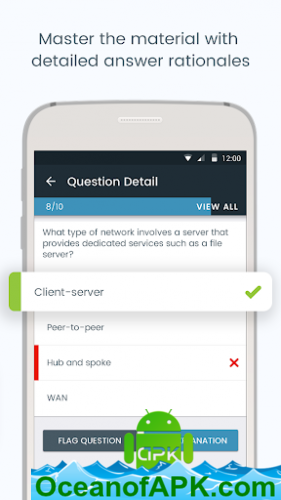 Master the material with
detailed answer rationales
12:00
Question Detail
8/10 VIEW ALL
What type of network involves a server that
provides dedicated services such as a file
server?
Client-server
Peer-to-peer
Hub and spoke
WAN
FLAG QUESTION
APK
OceanofAPK.com